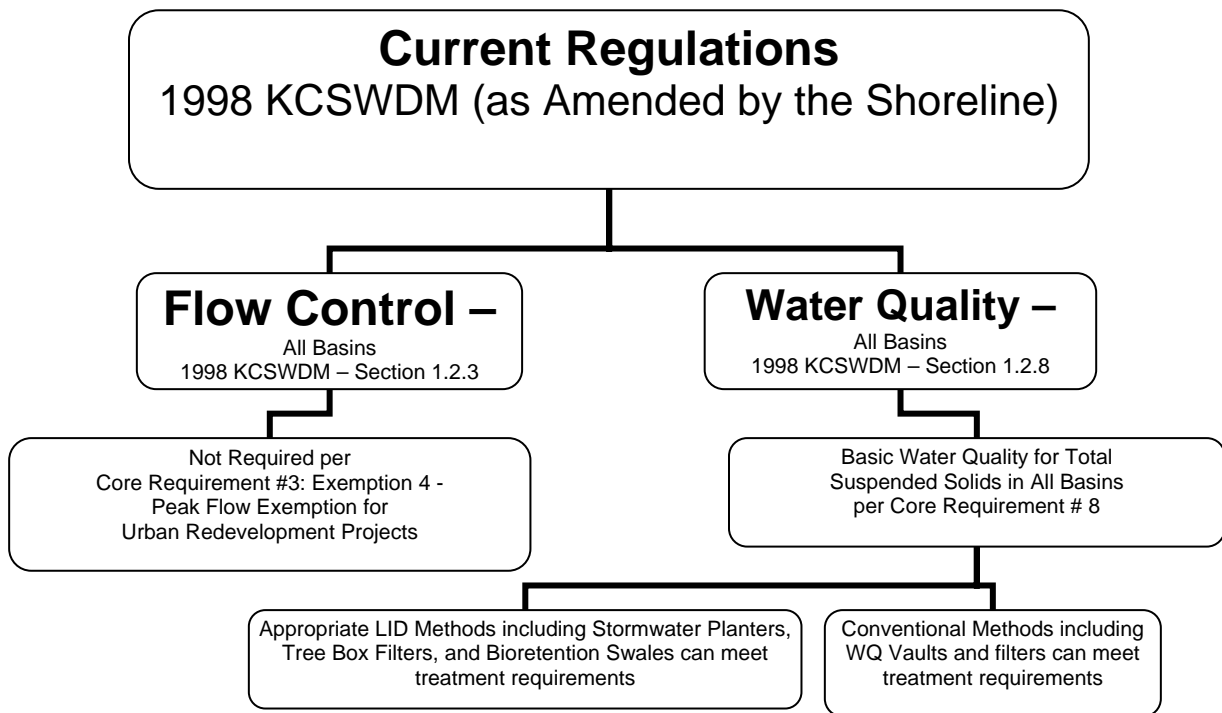 Current Regulations
1998 KCSWDM (as Amended by the Shoreline)
Flow Control –
All Basins
1998 KCSWDM – Section 1.2.3
Water Quality –
All Basins
1998 KCSWDM – Section 1.2.8
Not Required per
Core Requirement #3: Exemption 4 -
Peak Flow Exemption for
Urban Redevelopment Projects
Basic Water Quality for Total
Suspended Solids in All Basins
per Core Requirement # 8
Appropriate LID Methods including Stormwater Planters,
Tree Box Filters, and Bioretention Swales can meet
treatment requirements
Conventional Methods including
WQ Vaults and filters can meet
treatment requirements